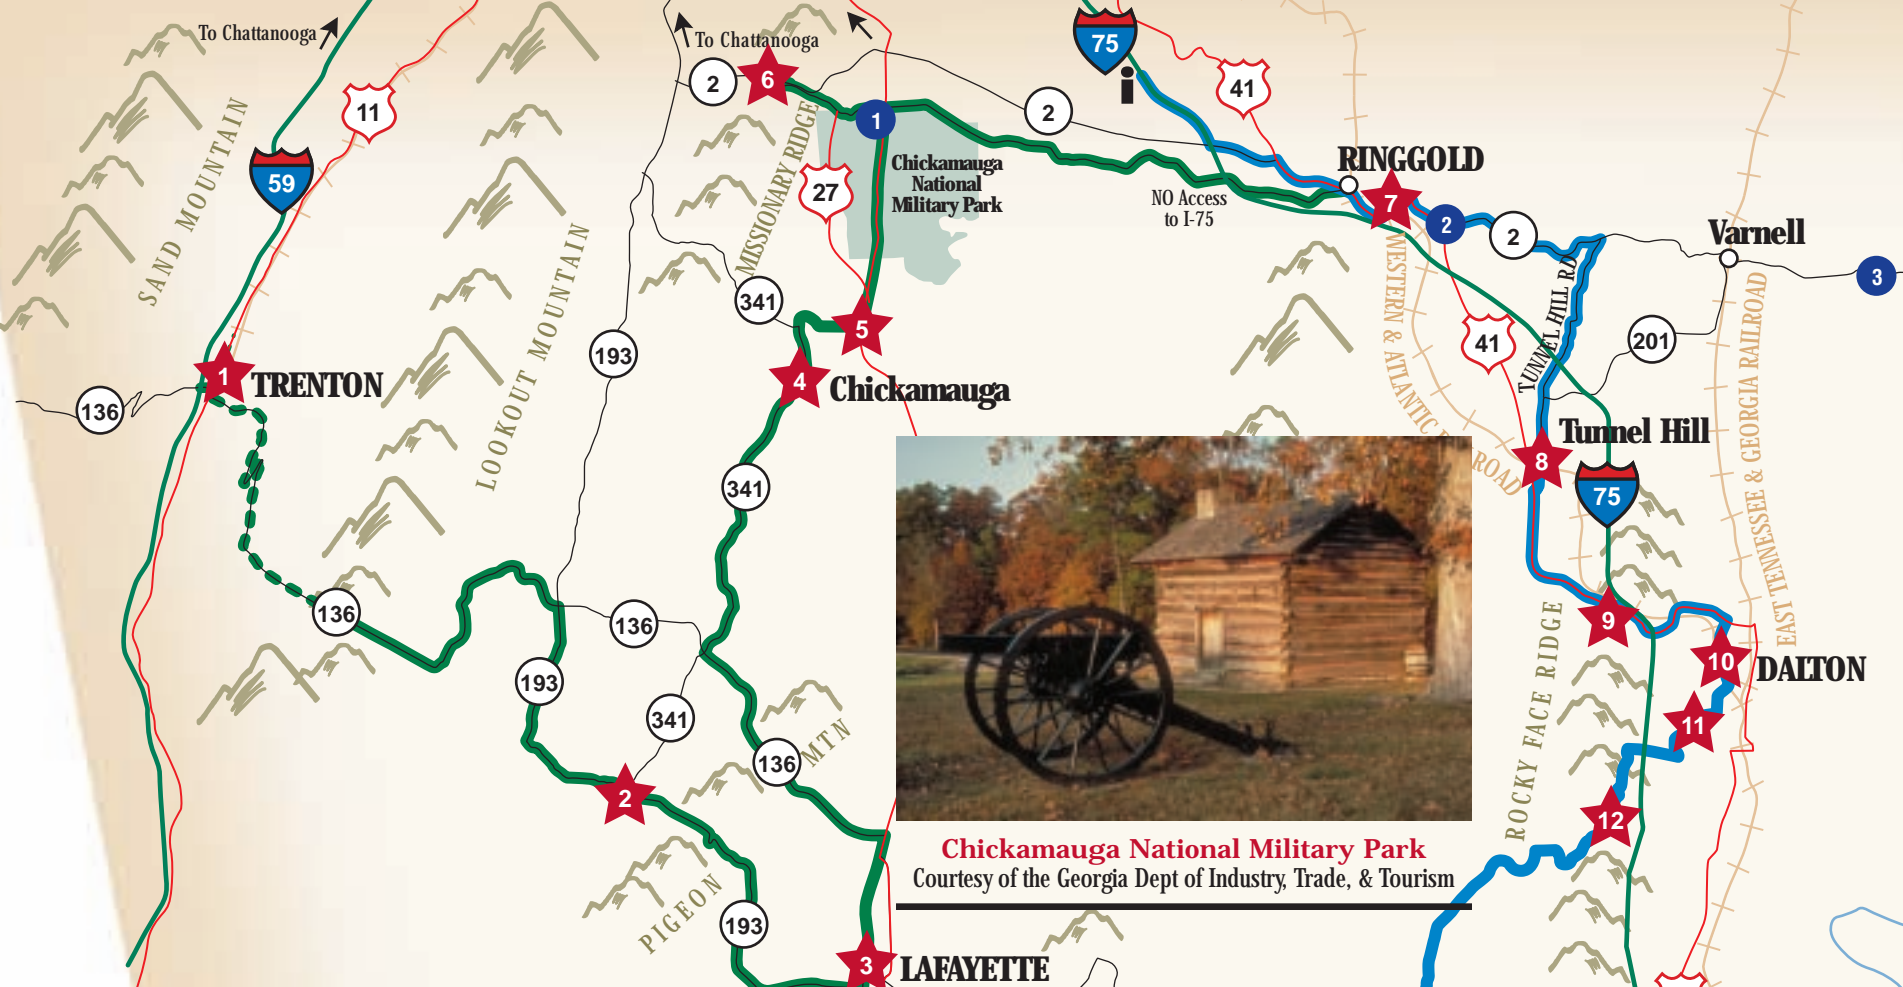 To Chattanooga
To Chattanooga
75
i
2
6
41
11
2
1
59
SAND MOUNTAIN
MISSIONARY RIDGE
27
Chickamauga
National
Military Park
RINGGOLD
NO Access
to I-75
7
2
2
Varnell
3
LOOKOUT MOUNTAIN
341
5
193
WESTERN & ATLANTIC
ROAD
41
TUNNEL HILL RD
201
EAST TENNESSEE & GEORGIA RAILROAD
1
TRENTON
136
4
Chickamauga
Tunnel Hill
8
75
341
136
136
9
ROCKY FACE RIDGE
10
DALTON
193
341
11
136
MTN
2
12
PIGEON
193
Chickamauga National Military Park
Courtesy of the Georgia Dept of Industry, Trade, & Tourism
3
LAFAYETTE